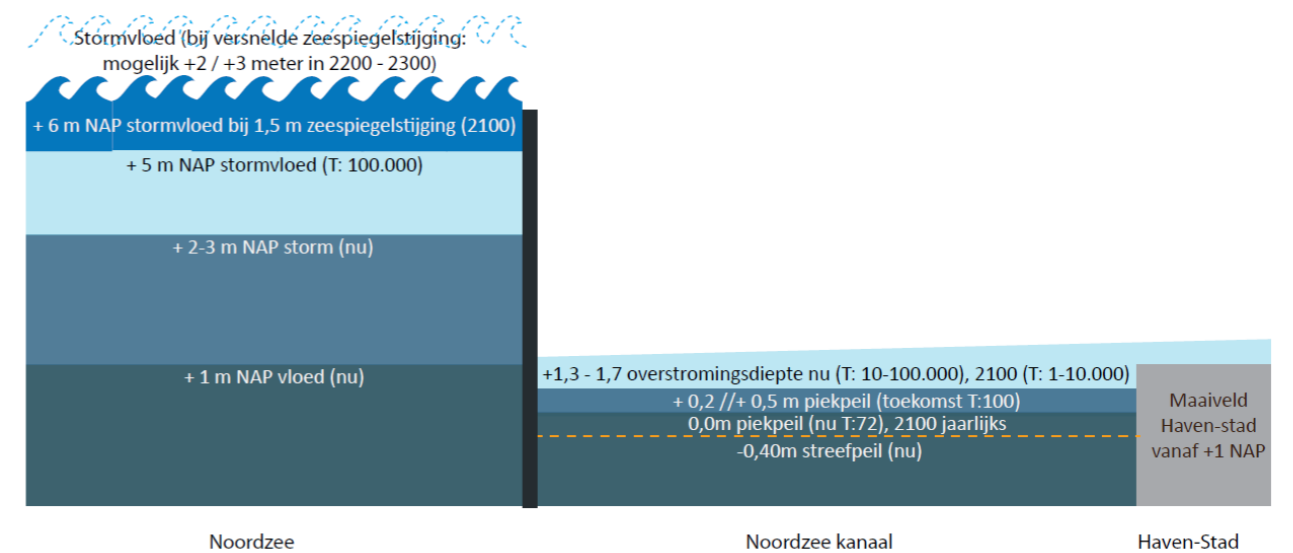 Stormvloed (bij versnelde zeespiegelstijging:
mogelijk +2 / +3 meter in 2200 - 2300)
+ 6 m NAP stormvloed bij 1,5 m zeespiegelstijging (2100)
+ 5 m NAP stormvloed (T: 100.000)
+ 2-3 m NAP storm (nu)
+ 1 m NAP vloed (nu)
+1,3 - 1,7 overstromingsdiepte nu (T: 10-100.000), 2100 (T: 1-10.000)
+ 0,2 //+ 0,5 m piekpeil (toekomst T:100)
0,0m piekpeil (nu T:72), 2100 jaarlijks
-0,40m streefpeil (nu)
Maaiveld
Haven-stad
vanaf +1 NAP
Noordzee
Noordzee kanaal
Haven-Stad